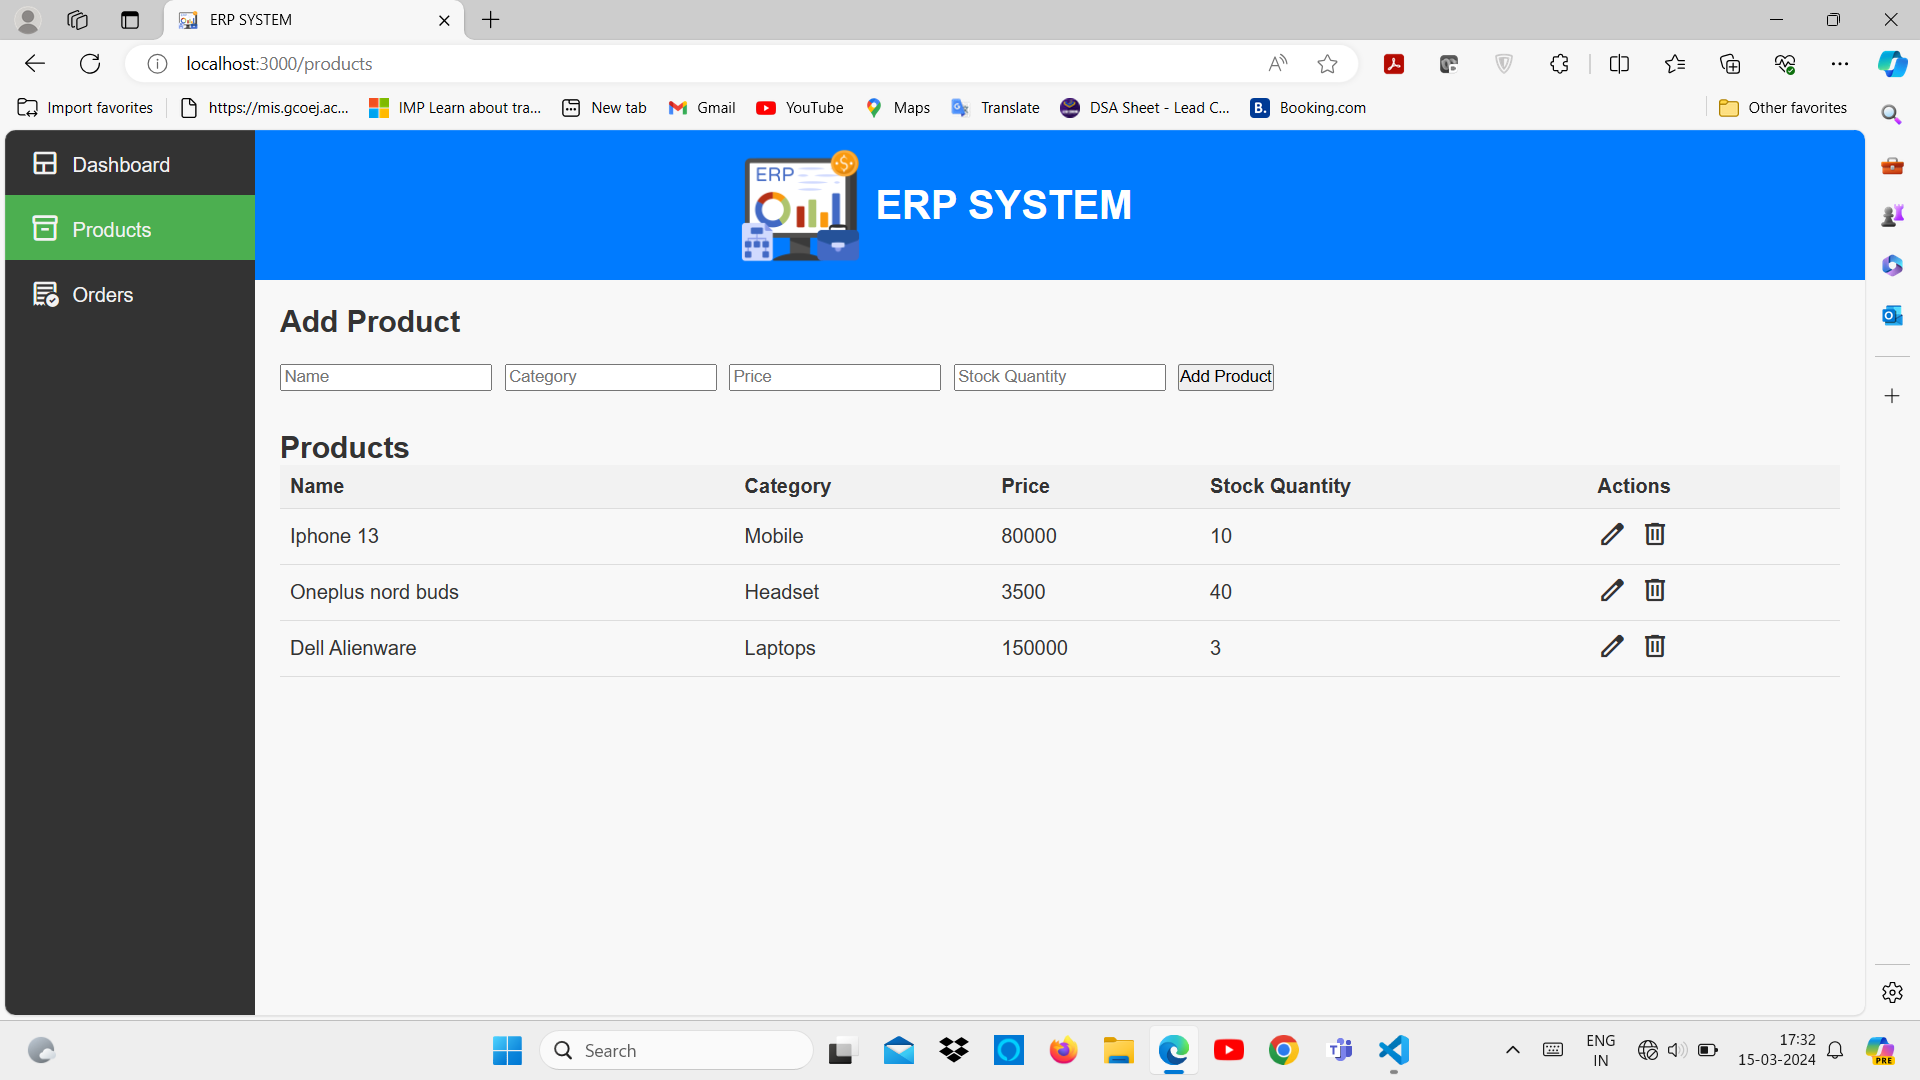 ERP SYSTEM
localhost:3000/products
Import favorites https://mis.gcoej.ac... IMP Learn about tra... New tab Gmail YouTube Maps Translate DSA Sheet - Lead C... B. Booking.com Other favorites
Dashboard
Products
Orders
ERP
ERP SYSTEM
Add Product
Name Category Price Stock Quantity Add Product
Products
Name Category Price Stock Quantity Actions
Iphone 13 Mobile 80000 10
Oneplus nord buds Headset 3500 40
Dell Alienware Laptops 150000 3
Search
ENG
IN
17:32
15-03-2024
PRE